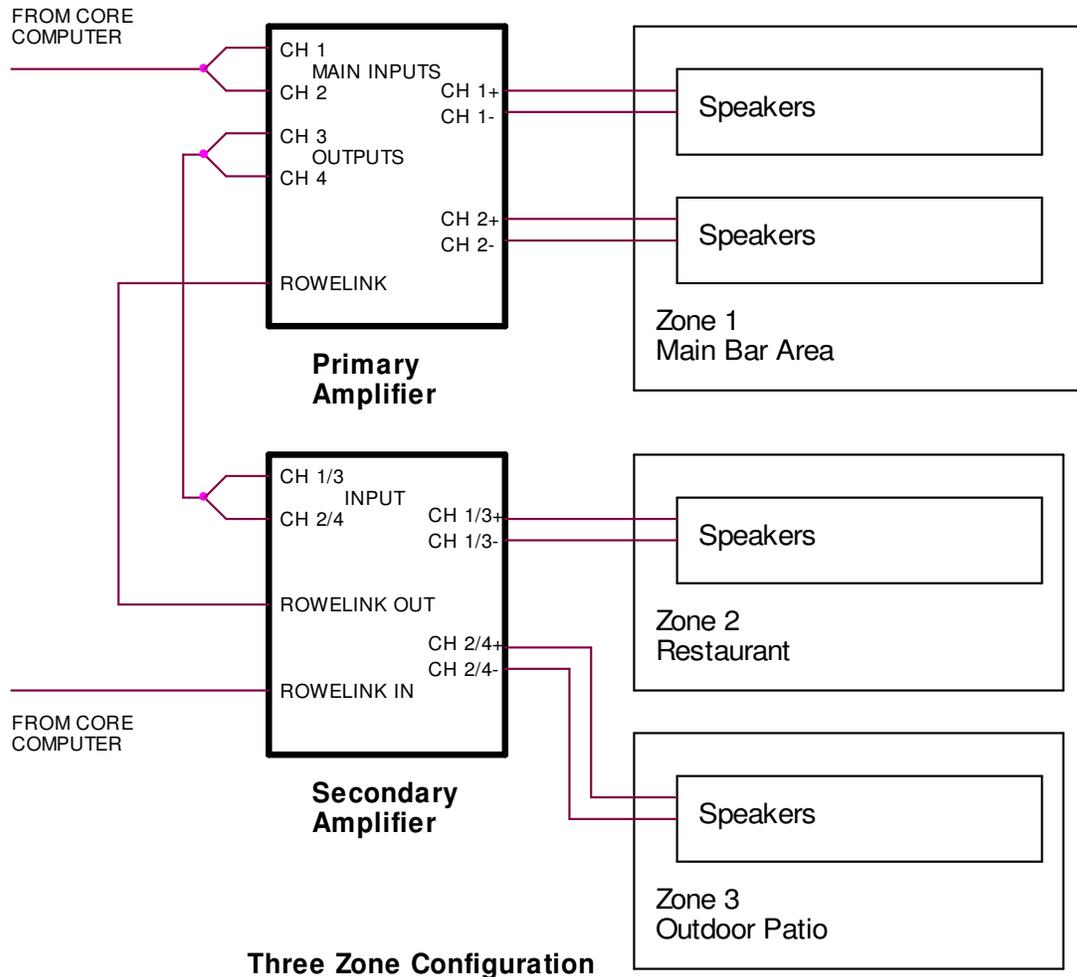 FROM CORE
COMPUTER
CH 1
MAIN INPUTS
CH 2
CH 3
OUTPUTS
CH 4
ROWELINK
CH 1+
CH 1-
CH 2+
CH 2-
Primary
Amplifier
Speakers
Speakers
Zone 1
Main Bar Area
CH 1/3
INPUT
CH 2/4
CH 1/3+
CH 1/3-
ROWELINK OUT
CH 2/4+
CH 2/4-
ROWELINK IN
FROM CORE
COMPUTER
Secondary
Amplifier
Speakers
Zone 2
Restaurant
Speakers
Zone 3
Outdoor Patio
Three Zone Configuration